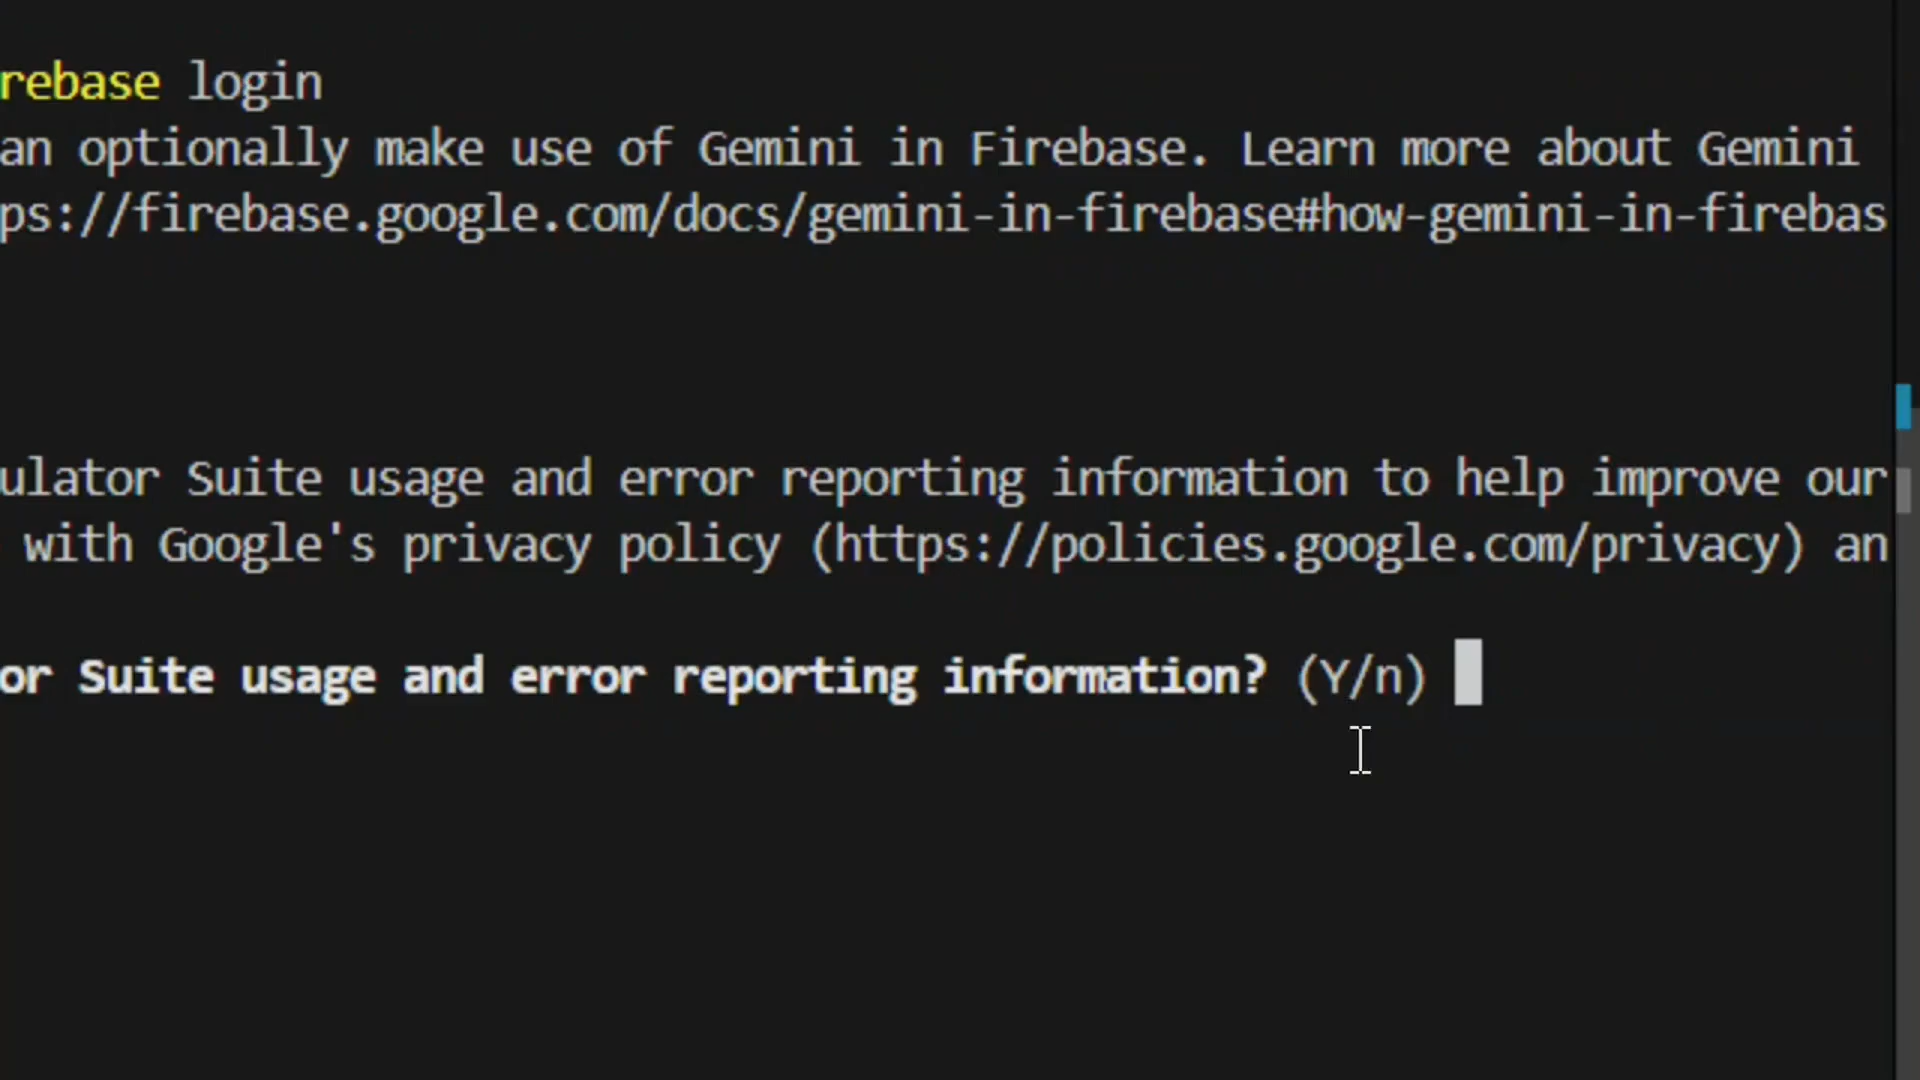 rebase login
an optionally make use of Gemini in Firebase. Learn more about Gemini
ps://firebase.google.com/docs/gemini-in-firebase#how-gemini-in-firebas
ulator Suite usage and error reporting information to help improve our
with Google's privacy policy (https://policies.google.com/privacy) an
or Suite usage and error reporting information? (Y/n)